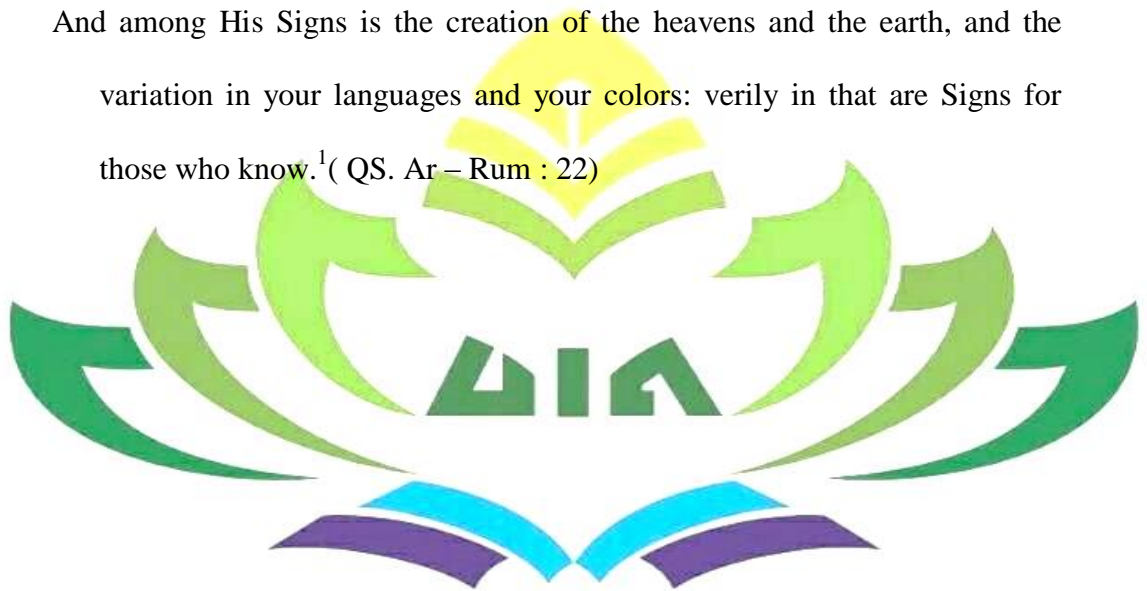 And among His Signs is the creation of the heavens and the earth, and the
variation in your languages and your colors: verily in that are Signs for
those who know.¹( QS. Ar – Rum : 22)
UIN